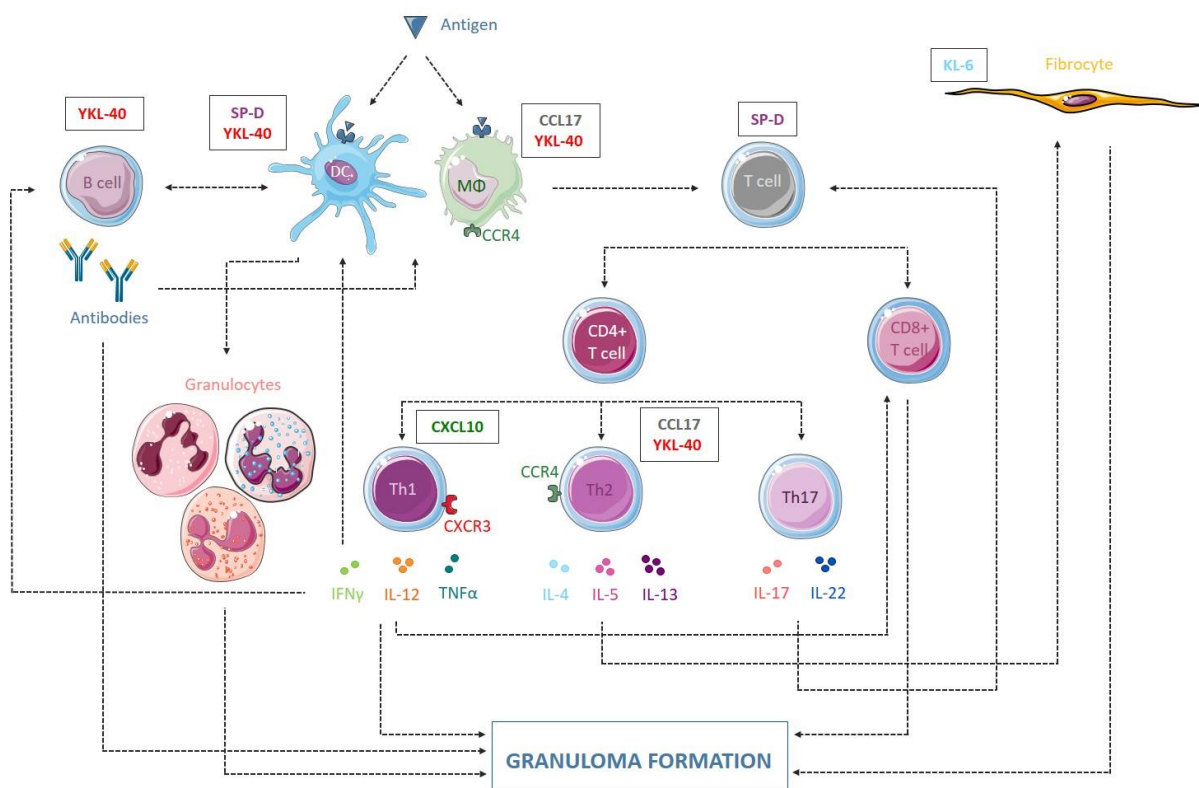 Antigen
KL-6
Fibrocyte
YKL-40
SP-D
YKL-40
CCL17
YKL-40
SP-D
B cell
DC
MΦ
T cell
CCR4
Antibodies
CD4+
T cell
CD8+
T cell
Granulocytes
CXCL10
CCL17
YKL-40
Th1
CXCR3
CCR4
Th2
Th17
IFNγ
IL-12
TNFα
IL-4
IL-5
IL-13
IL-17
IL-22
GRANULOMA FORMATION